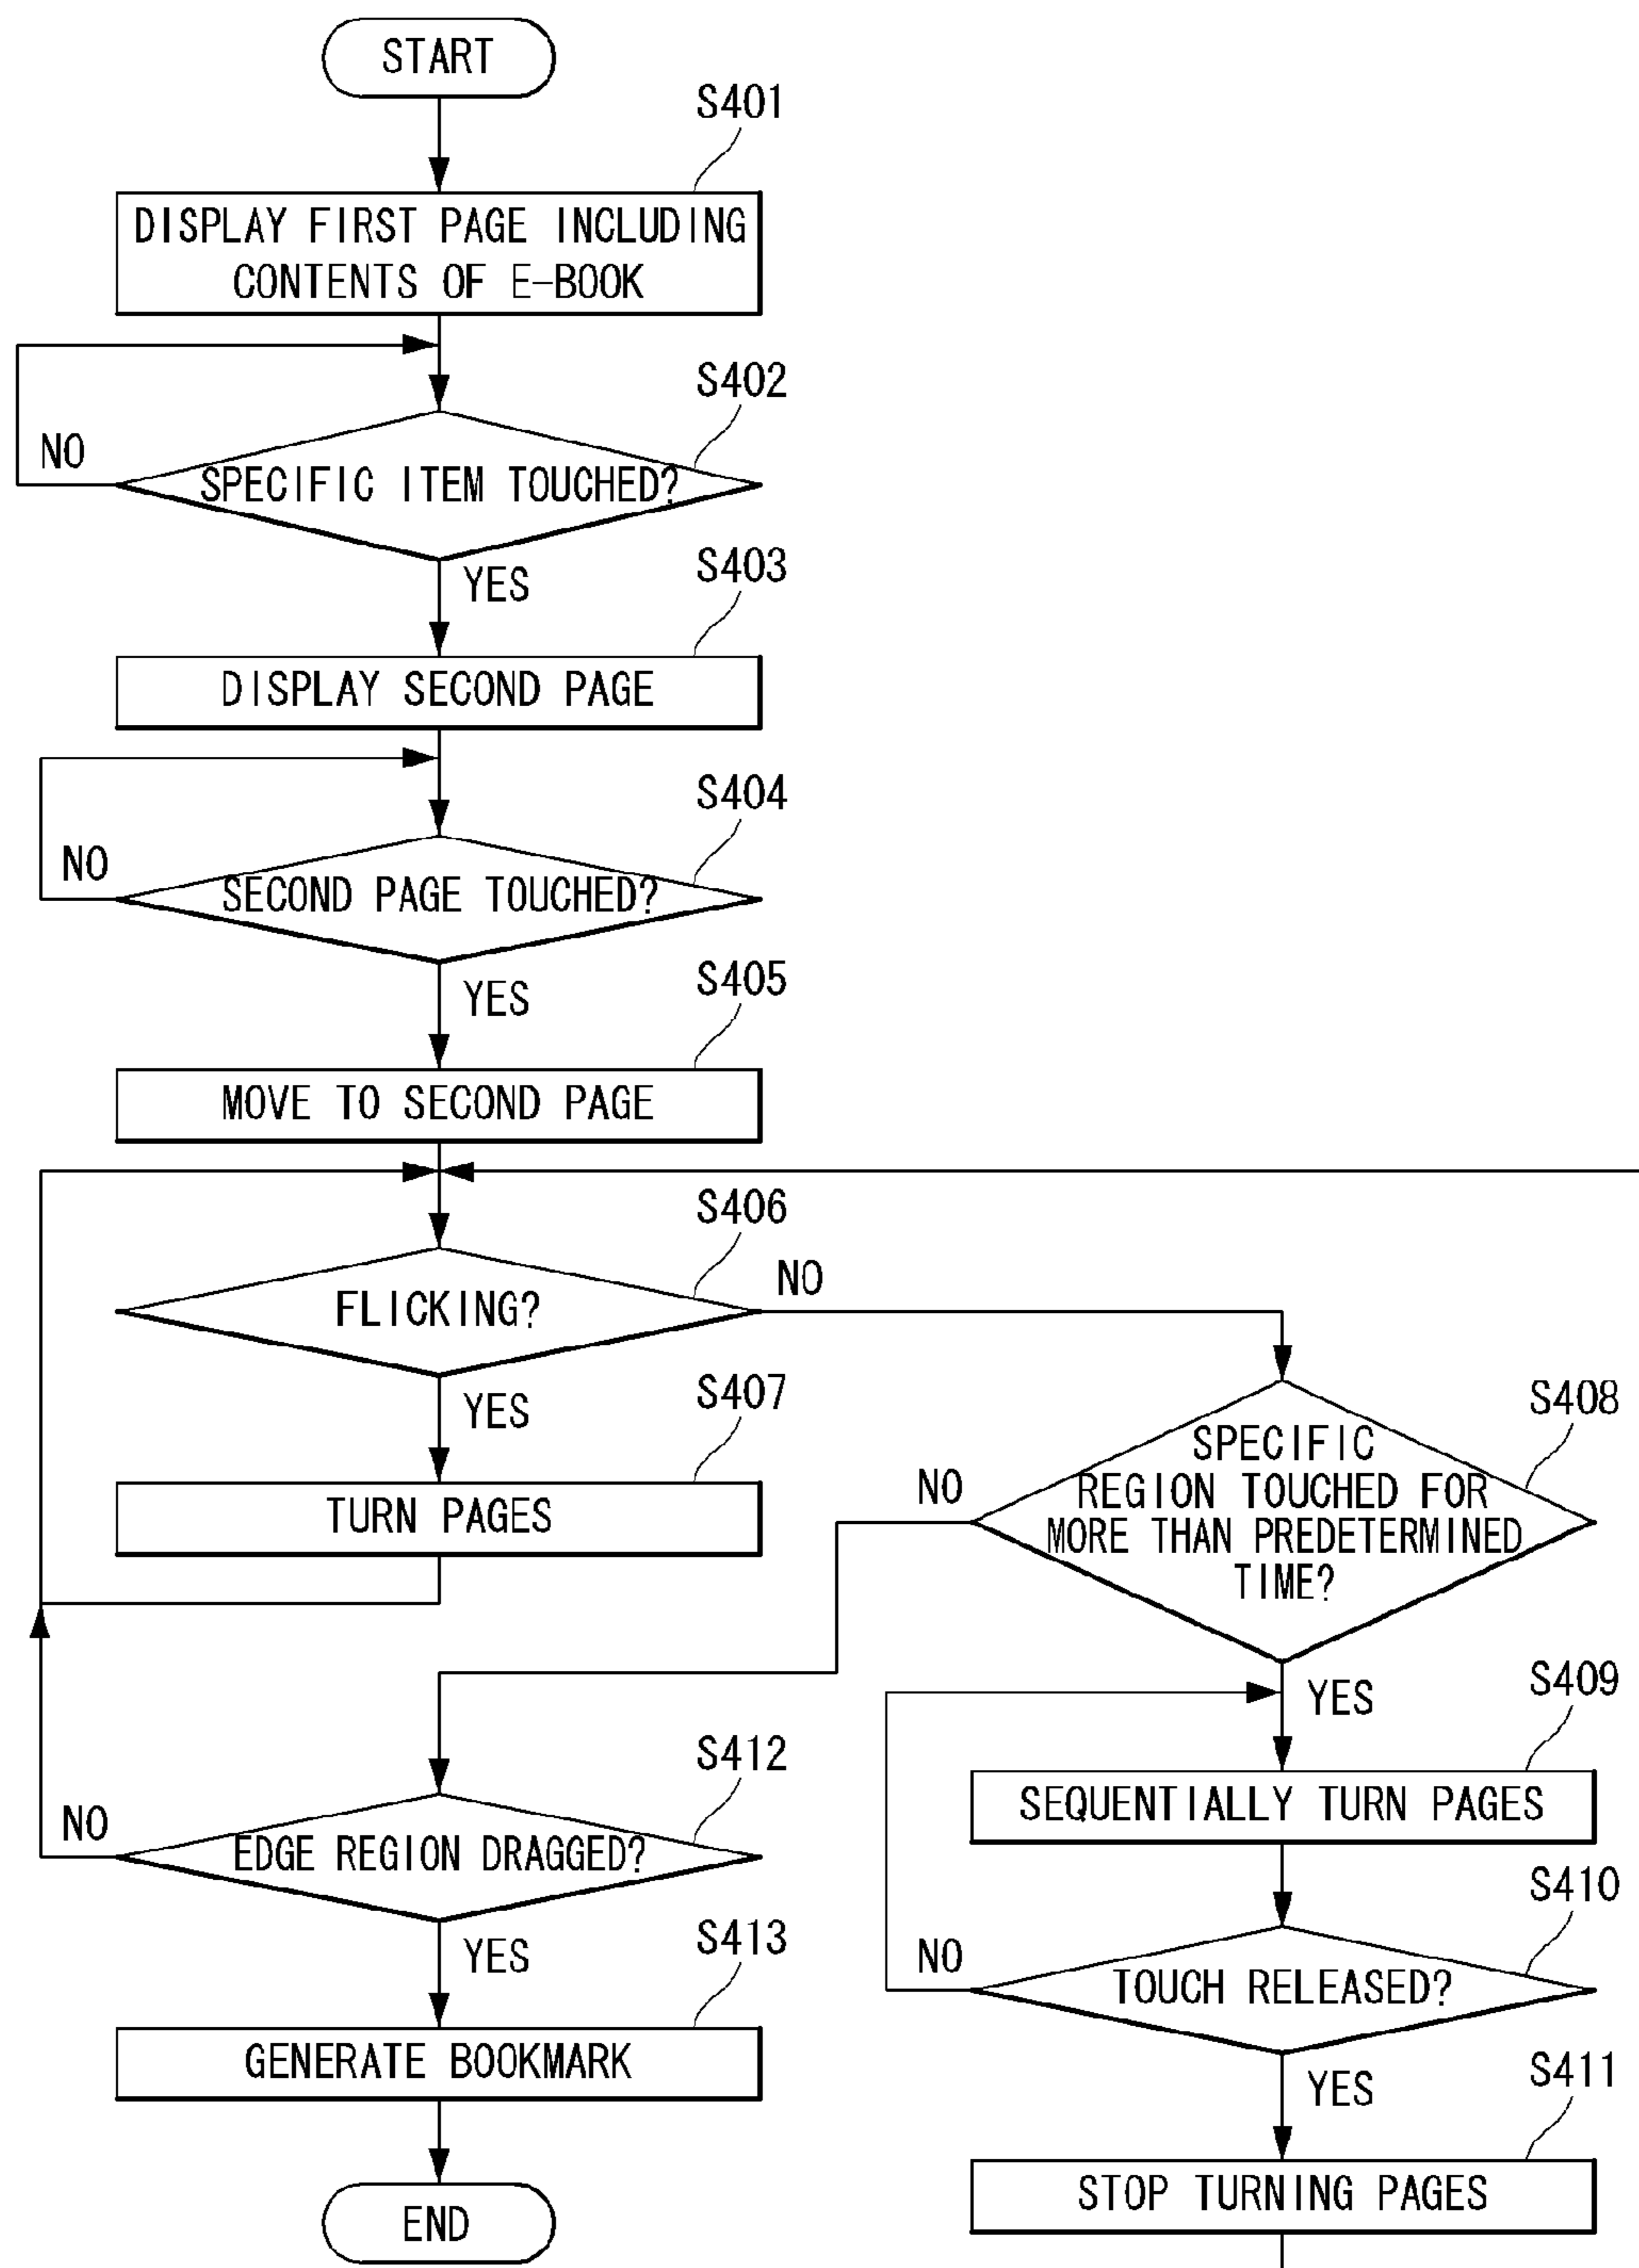 START
S401
DISPLAY FIRST PAGE INCLUDING
CONTENTS OF E-BOOK
S402
NO
SPECIFIC ITEM TOUCHED?
YES
S403
DISPLAY SECOND PAGE
S404
NO
SECOND PAGE TOUCHED?
YES
S405
MOVE TO SECOND PAGE
S406
NO
FLICKING?
YES
S407
TURN PAGES
S408
NO
SPECIFIC
REGION TOUCHED FOR
MORE THAN PREDETERMINED
TIME?
YES
S409
SEQUENTIALLY TURN PAGES
S410
NO
TOUCH RELEASED?
YES
S411
STOP TURNING PAGES
S412
NO
EDGE REGION DRAGGED?
YES
S413
GENERATE BOOKMARK
END